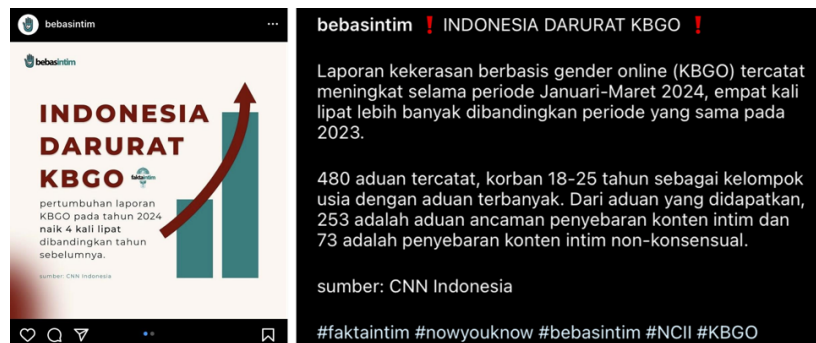 bebasintim
bebasintim
INDONESIA
DARURAT
KBGO
faktaintim
pertumbuhan laporan
KBGO pada tahun 2024
naik 4 kali lipat
dibandingkan tahun
sebelumnya.
sumber: CNN Indonesia
bebasintim ❗ INDONESIA DARURAT KBGO ❗
Laporan kekerasan berbasis gender online (KBGO) tercatat
meningkat selama periode Januari-Maret 2024, empat kali
lipat lebih banyak dibandingkan periode yang sama pada
2023.
480 aduan tercatat, korban 18-25 tahun sebagai kelompok
usia dengan aduan terbanyak. Dari aduan yang didapatkan,
253 adalah aduan ancaman penyebaran konten intim dan
73 adalah penyebaran konten intim non-konsensual.
sumber: CNN Indonesia
#faktaintim #nowyouknow #bebasintim #NCII #KBGO